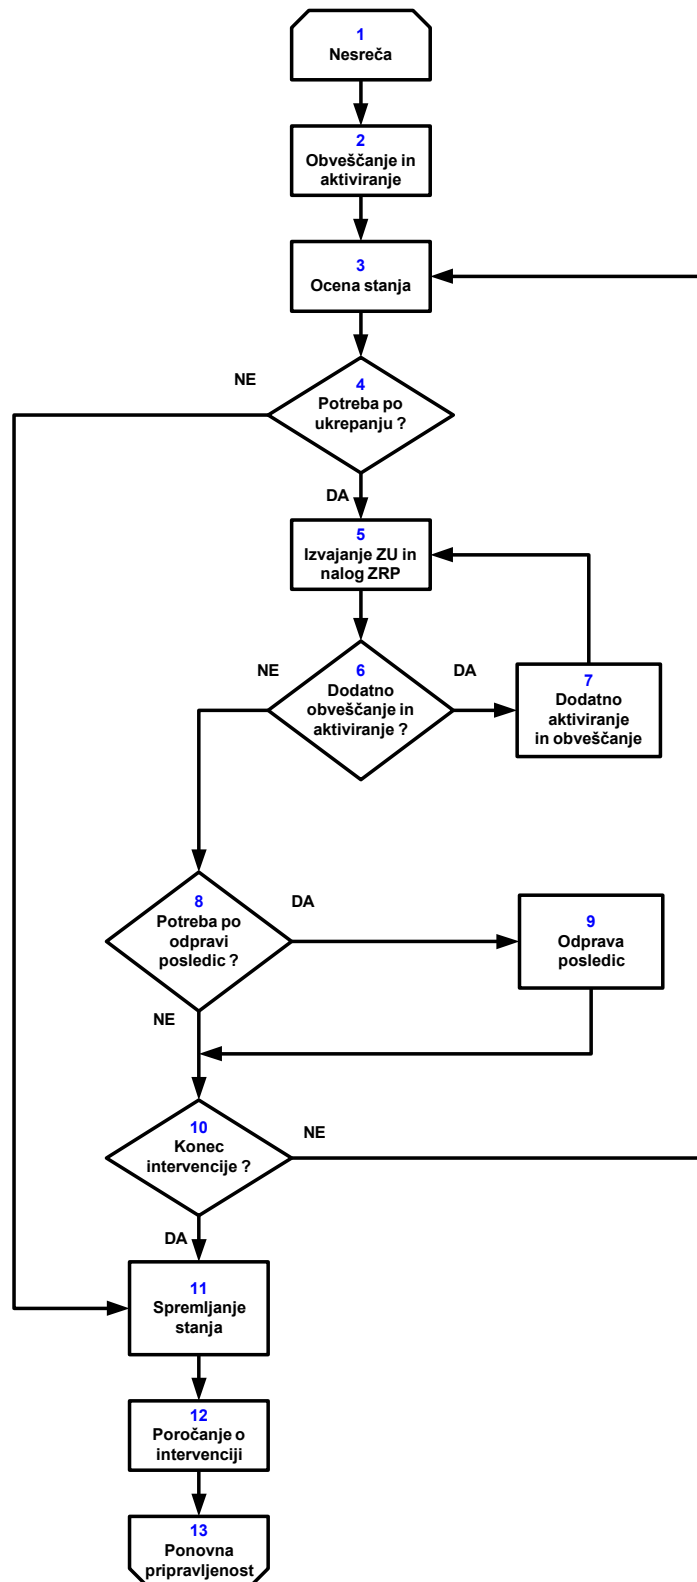 1
Nesreča
2
Obveščanje in
aktiviranje
3
Ocena stanja
NE
4
Potreba po
ukrepanju ?
DA
5
Izvajanje ZU in
nalog ZRP
NE
6
Dodatno
obveščanje in
aktiviranje ?
DA
7
Dodatno
aktiviranje
in obveščanje
8
Potreba po
odpravi
posledic ?
DA
9
Odprava
posledic
NE
10
Konec
intervencije ?
NE
DA
11
Spremljanje
stanja
12
Poročanje o
intervenciji
13
Ponovna
pripravljenost